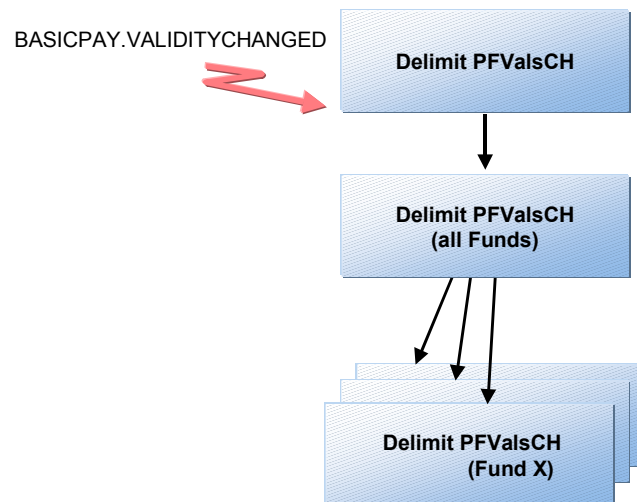 BASICPAY.VALIDITYCHANGED
Delimit PFValsCH
Delimit PFValsCH
(all Funds)
Delimit PFValsCH
(Fund X)